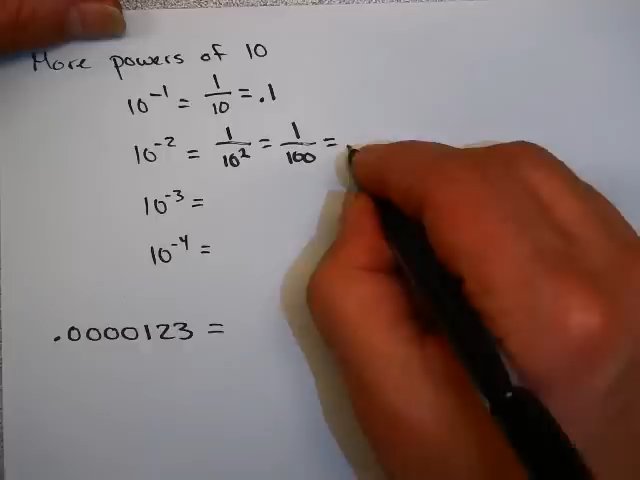 More powers of 10
10⁻¹ = 1/10 = .1
10⁻² = 1/10² = 1/100 =
10⁻³ =
10⁻⁴ =
.0000123 =